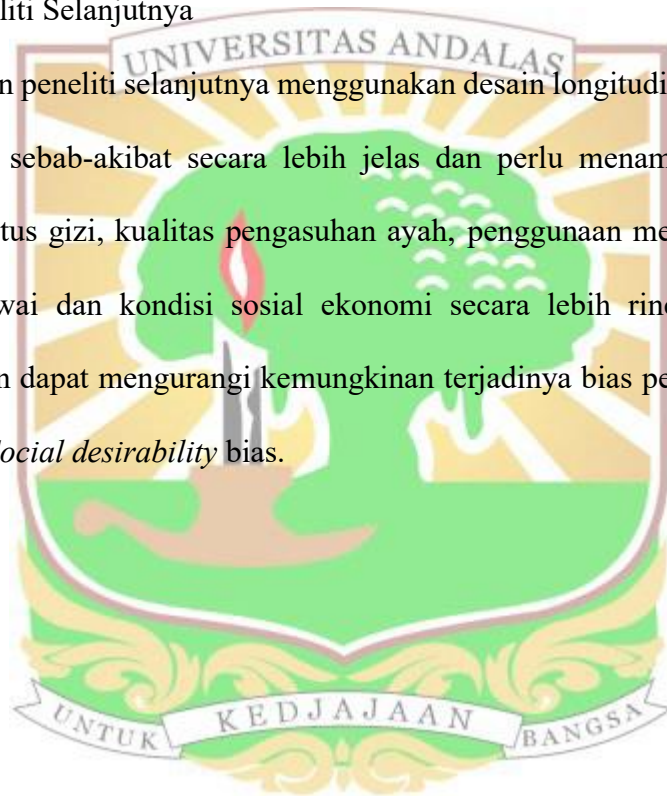 liti Selanjutnya
UNIVERSITAS ANDALAS
n peneliti selanjutnya menggunakan desain longitudi
sebab-akibat secara lebih jelas dan perlu menam
tus gizi, kualitas pengasuhan ayah, penggunaan me
wai dan kondisi sosial ekonomi secara lebih rin
n dapat mengurangi kemungkinan terjadinya bias pe
ocial desirability bias.
UNTUK KEDJAJAAN BANGSA